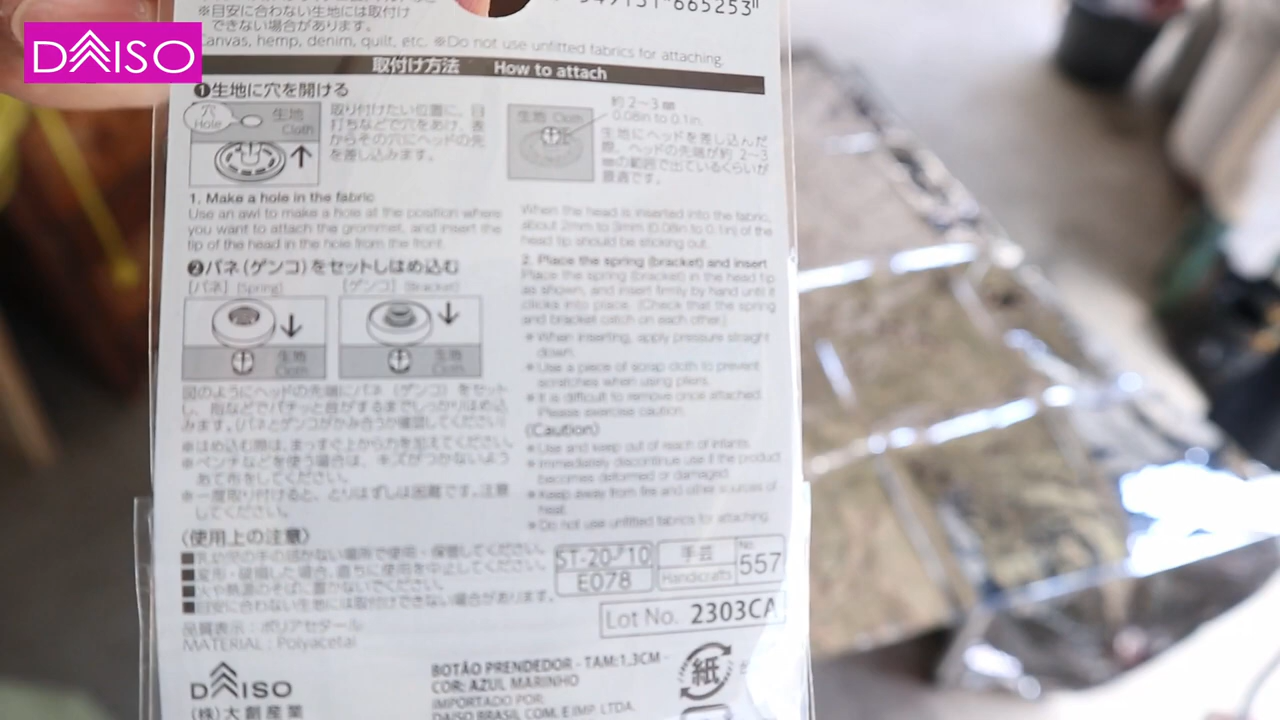 DAISO
※目安に合わない生地には取付け
できない場合があります。
Canvas, hemp, denim, quilt, etc. ※Do not use unfitted fabrics for attaching.
665253
取付け方法 How to attach
❶生地に穴を開ける
穴
Hole
生地
Cloth
取り付けたい位置に、目
打ちなどで穴をあけ、表
からその穴にヘッドの先
を差し込みます。
生地 Cloth
約2~3㎜
0.08in to 0.1in.
生地にヘッドを差し込んだ
際、ヘッドの先端が約 2~3
㎜の範囲で出ているくらいが
最適です。
1. Make a hole in the fabric
Use an awl to make a hole at the position where
you want to attach the grommet, and insert the
tip of the head in the hole from the front.
When the head is inserted into the fabric,
about 2mm to 3mm (0.08in to 0.1in) of the
head tip should be sticking out.
❷バネ(ゲンコ)をセットしはめ込む
[バネ] (Spring)
[ゲンコ] (Bracket)
生地
Cloth
生地
Cloth
図のようにヘッドの先端にバネ (ゲンコ) をセット
し、指などでパチッと音がするまでしっかりはめ込
みます。(バネとゲンコがかみ合うか確認してください)
※はめ込む際は、まっすぐ上から力を加えてください。
※ペンチなどを使う場合は、キズがつかないよう
あて布をしてください。
※一度取り付けると、とりはずしは困難です。注意
してください。
2. Place the spring (bracket) and insert
Place the spring (bracket) in the head tip
as shown, and insert firmly by hand until it
clicks into place. (Check that the spring
and bracket catch on each other.)
※When inserting, apply pressure straight
down.
※Use a piece of scrap cloth to prevent
scratches when using pliers.
※It is difficult to remove once attached.
Please exercise caution.
(Caution)
※Use and keep out of reach of infants.
※Immediately discontinue use if the product
becomes deformed or damaged.
※Keep away from fire and other sources of
heat.
※Do not use unfitted fabrics for attaching.
〈使用上の注意〉
■乳幼児の手の届かない場所で使用・保管してください。
■変形・破損した場合、直ちに使用を中止してください。
■火や熱源のそばに置かないでください。
■目安に合わない生地には取付けできない場合があります。
品質表示:ポリアセタール
MATERIAL : Polyacetal
ST-20 10
E078
手芸
Handicrafts
No.
557
Lot No. 2303CA
DAISO
(株)大創産業
BOTÃO PRENDEDOR - TAM:1.3CM -
COR: AZUL MARINHO
IMPORTADO POR:
DAISO BRASIL COM. E IMP. LTDA.
紙